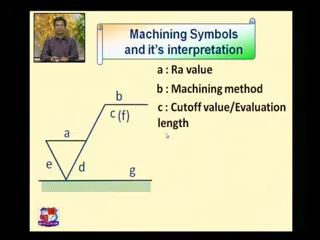 Machining Symbols
and it's interpretation
a : Ra value
b : Machining method
c : Cutoff value/Evaluation
length
b
c (f)
a
e
d
g